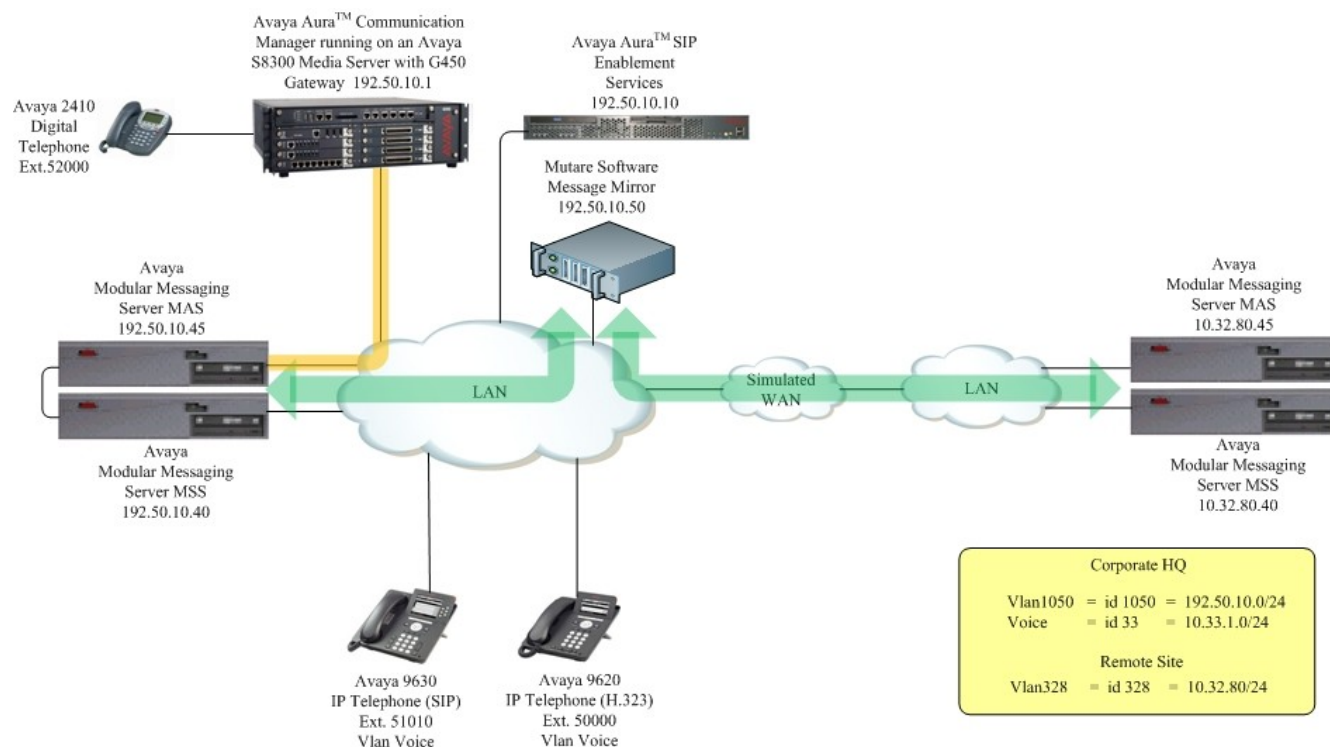 Avaya Aura™ Communication
Manager running on an Avaya
S8300 Media Server with G450
Gateway 192.50.10.1
Avaya Aura™ SIP
Enablement
Services
192.50.10.10
Avaya 2410
Digital
Telephone
Ext.52000
AVAYA
Mutare Software
Message Mirror
192.50.10.50
Avaya
Modular Messaging
Server MAS
192.50.10.45
Avaya
Modular Messaging
Server MAS
10.32.80.45
LAN
Simulated
WAN
LAN
Avaya
Modular Messaging
Server MSS
192.50.10.40
Avaya
Modular Messaging
Server MSS
10.32.80.40
Avaya 9630
IP Telephone (SIP)
Ext. 51010
Vlan Voice
Avaya 9620
IP Telephone (H.323)
Ext. 50000
Vlan Voice
Corporate HQ
Vlan1050 = id 1050 = 192.50.10.0/24
Voice = id 33 = 10.33.1.0/24
Remote Site
Vlan328 = id 328 = 10.32.80/24